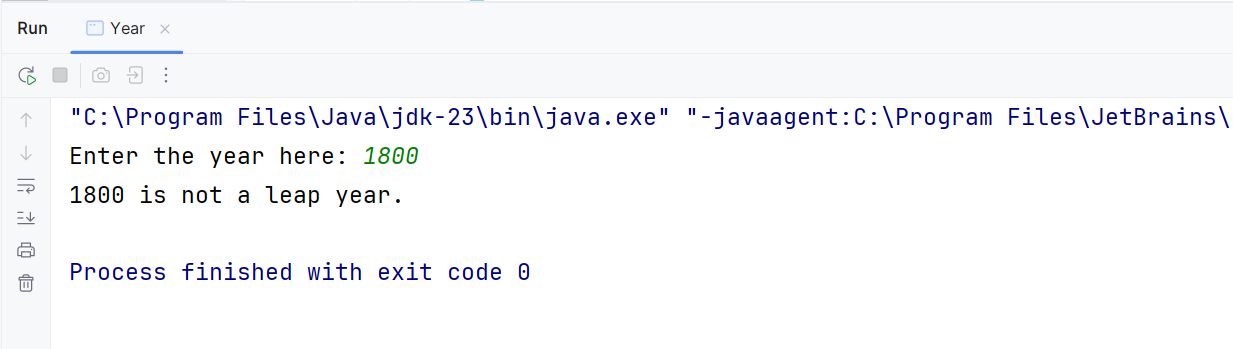 Run Year
"C:\Program Files\Java\jdk-23\bin\java.exe" "-javaagent:C:\Program Files\JetBrains\
Enter the year here: 1800
1800 is not a leap year.
Process finished with exit code 0